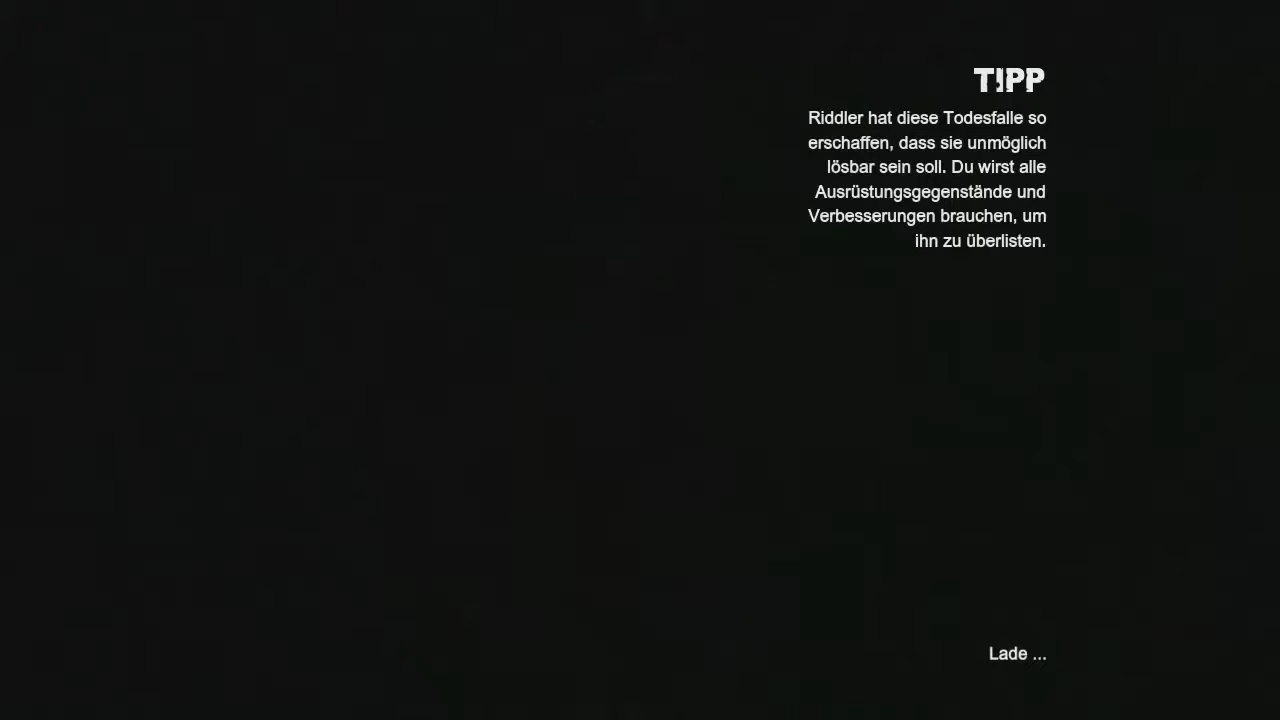 TIPP
Riddler hat diese Todesfalle so
erschaffen, dass sie unmöglich
lösbar sein soll. Du wirst alle
Ausrüstungsgegenstände und
Verbesserungen brauchen, um
ihn zu überlisten.
Lade ...